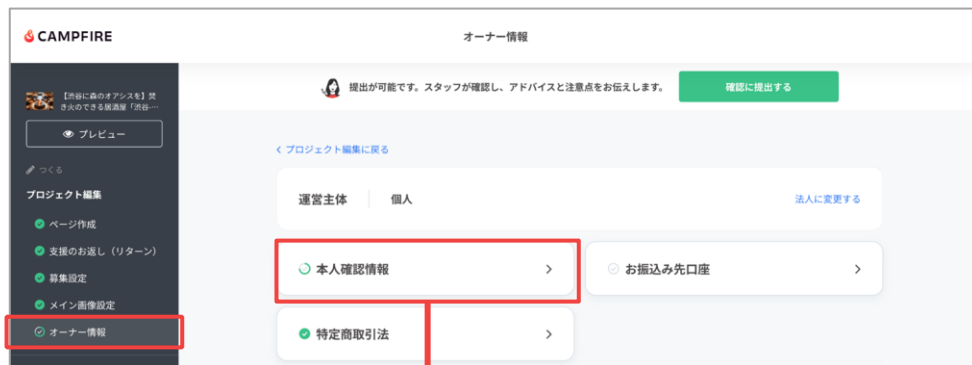 CAMPFIRE
オーナー情報
【渋谷に森のオアシスを】焚
き火のできる居酒屋「渋谷…
プレビュー
提出が可能です。スタッフが確認し、アドバイスと注意点をお伝えします。
確認に提出する
つくる
プロジェクト編集
ページ作成
支援のお返し（リターン）
募集設定
メイン画像設定
オーナー情報
プロジェクト編集に戻る
運営主体 個人
法人に変更する
本人確認情報
お振込み先口座
特定商取引法